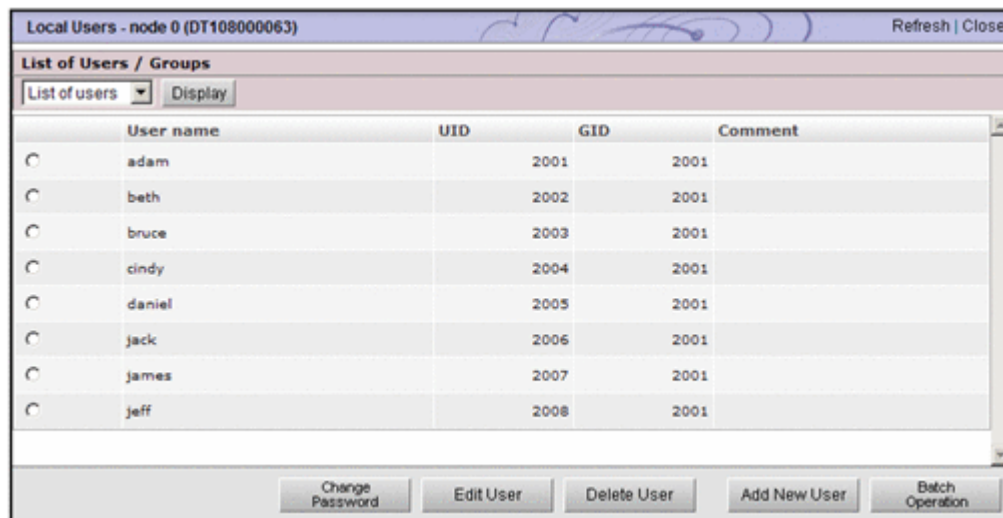 Local Users - node 0 (DT108000063) Refresh | Close
List of Users / Groups
List of users Display
User name UID GID Comment
adam 2001 2001
beth 2002 2001
bruce 2003 2001
cindy 2004 2001
daniel 2005 2001
jack 2006 2001
james 2007 2001
jeff 2008 2001
Change Password Edit User Delete User Add New User Batch Operation